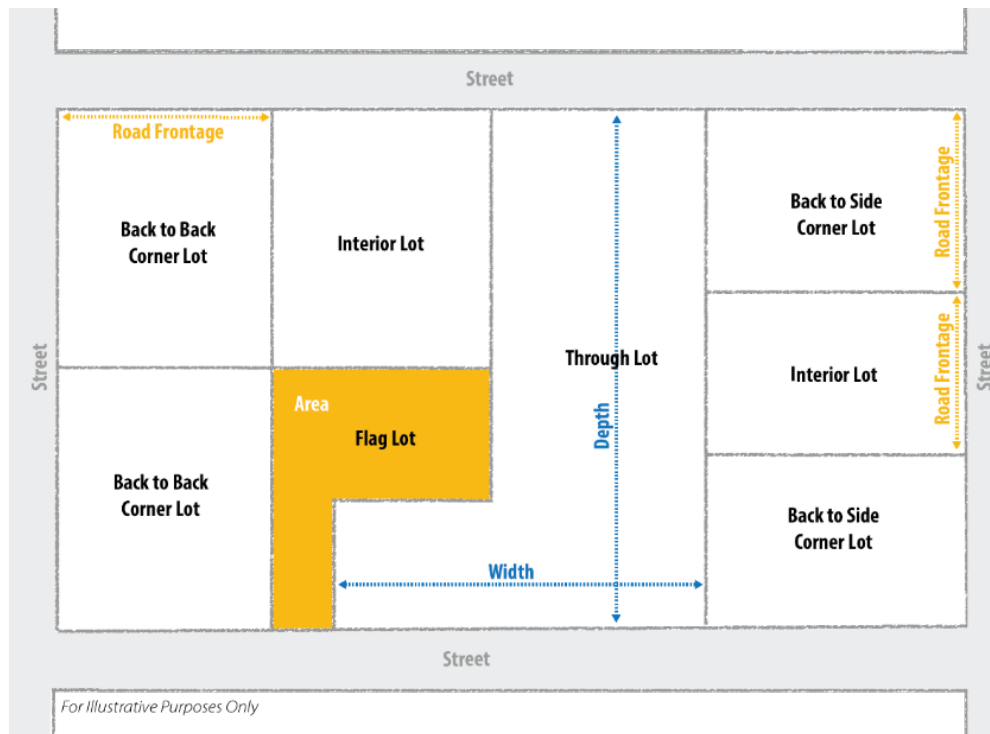 Street
Road Frontage
Back to Back
Corner Lot
Interior Lot
Back to Side
Corner Lot
Road Frontage
Street
Through Lot
Depth
Interior Lot
Road Frontage
Street
Area
Flag Lot
Back to Back
Corner Lot
Back to Side
Corner Lot
Width
Street
For Illustrative Purposes Only